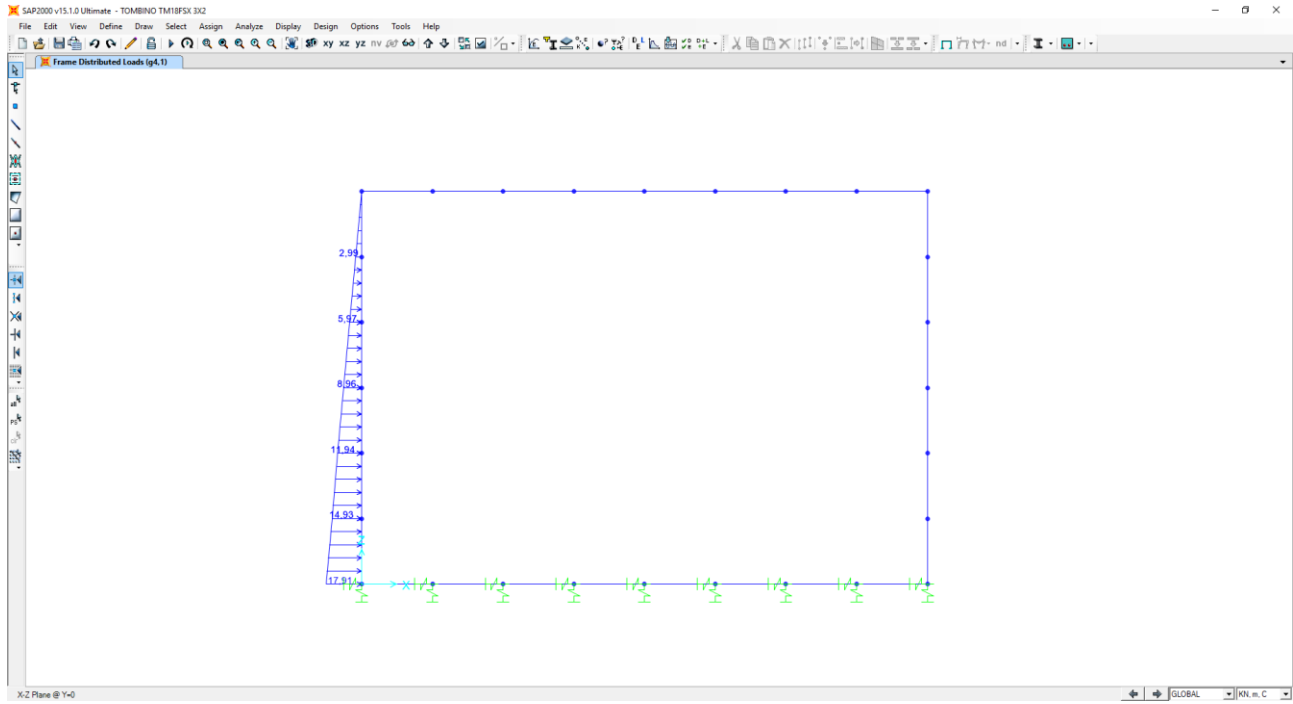 SAP2000 v15.1.0 Ultimate - TOMBINO TM18FSX 3X2
File Edit View Define Draw Select Assign Analyze Display Design Options Tools Help
xy xz yz nv nd
Frame Distributed Loads (g4,1)
2,99
5,97
8,96
11,94
14,93
17,91
X
X-Z Plane @ Y=0
GLOBAL
KN, m, C